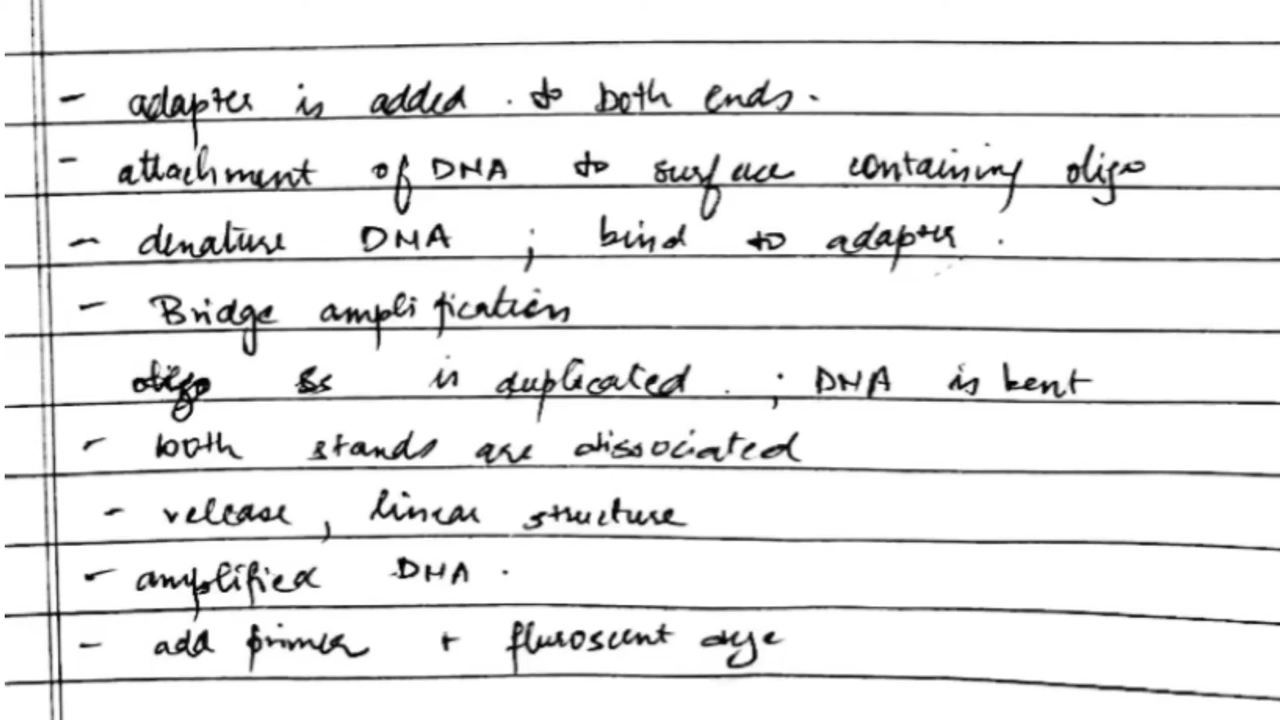 - adapter is added . to both ends.
- attachment of DNA to surface containing oligo
- denature DNA ; bind to adapter .
- Bridge amplification
oligo ss is duplicated . ; DNA is bent
- both stands are dissociated
- release , linear structure
- amplified DNA .
- add primer + fluroscent dye